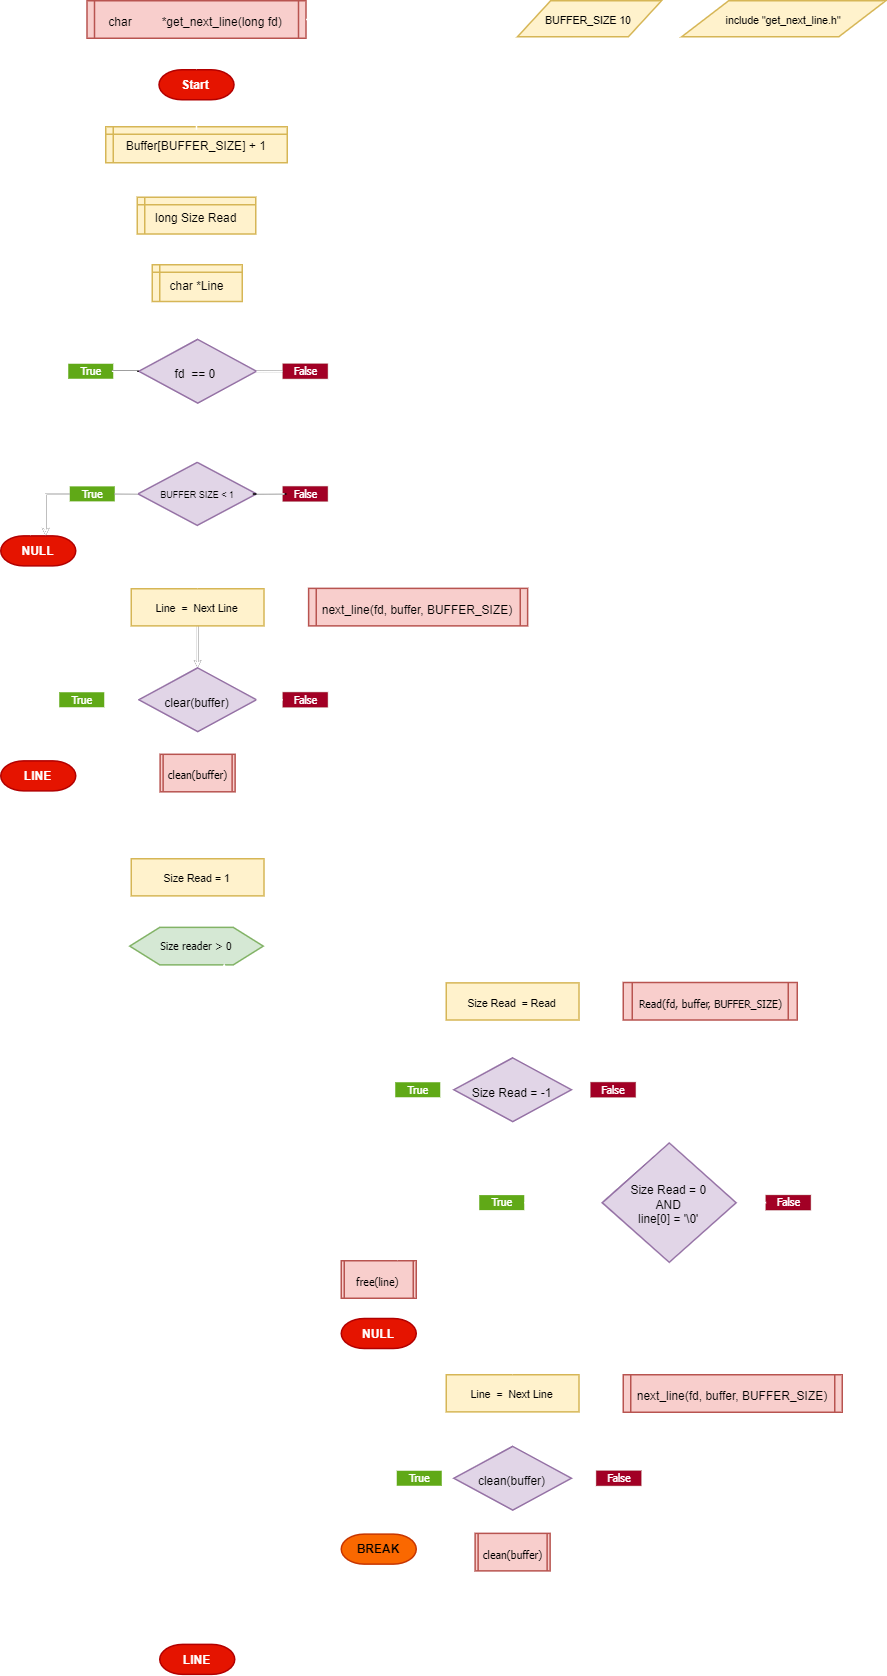 char *get_next_line(long fd)
BUFFER_SIZE 10
include "get_next_line.h"
Start
Buffer[BUFFER_SIZE] + 1
long Size Read
char *Line
True
fd == 0
False
True
BUFFER SIZE < 1
False
NULL
Line = Next Line
next_line(fd, buffer, BUFFER_SIZE)
True
clear(buffer)
False
LINE
clean(buffer)
Size Read = 1
Size reader > 0
Size Read = Read
Read(fd, buffer, BUFFER_SIZE)
True
Size Read = -1
False
True
Size Read = 0
AND
line[0] = '\0'
False
free(line)
NULL
Line = Next Line
next_line(fd, buffer, BUFFER_SIZE)
True
clean(buffer)
False
BREAK
clean(buffer)
LINE